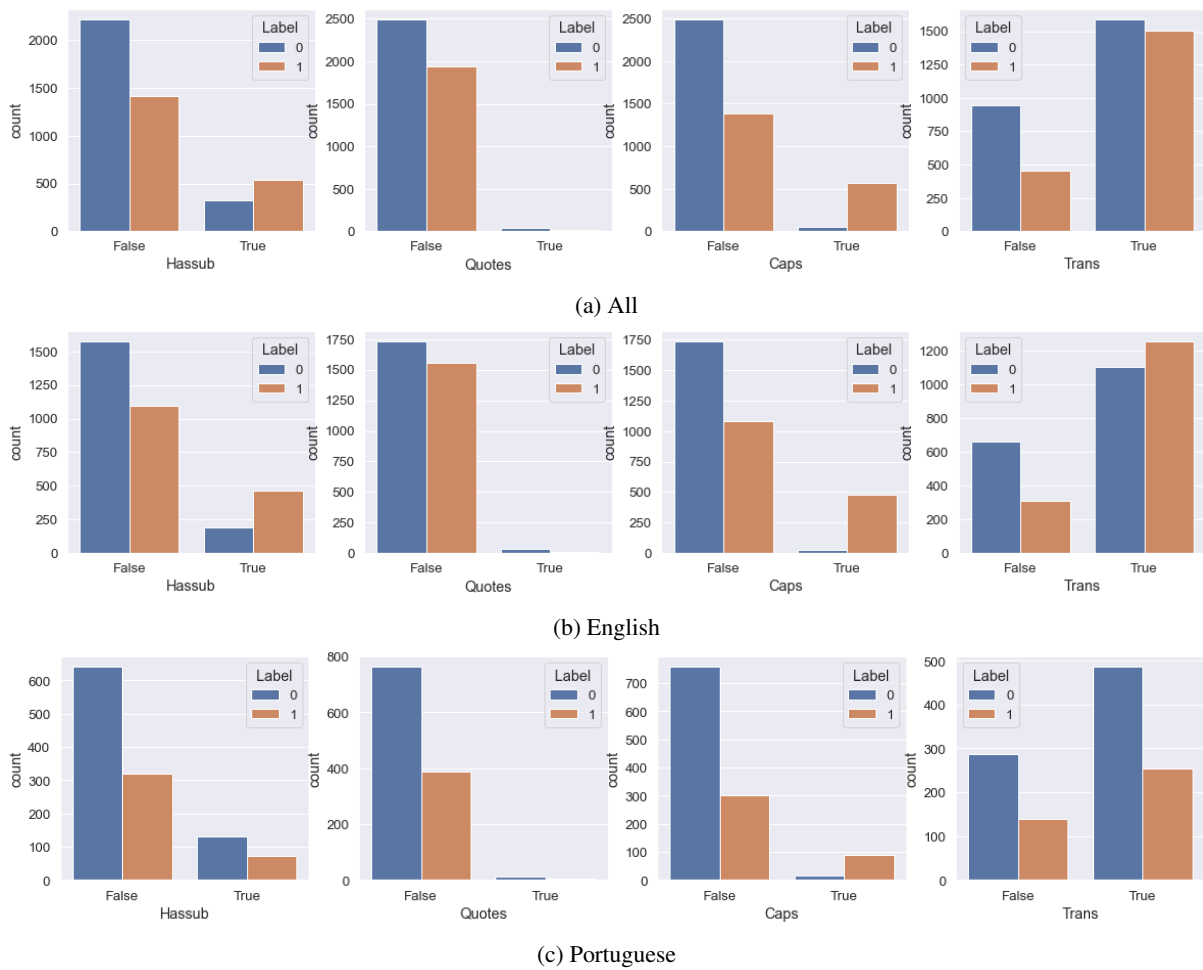 2000
1500
1000
500
0
count
False
True
Hassub
Label
0
1
2500
2000
1500
1000
500
0
count
False
True
Quotes
Label
0
1
2500
2000
1500
1000
500
0
count
False
True
Caps
Label
0
1
1500
1250
1000
750
500
250
0
count
False
True
Trans
Label
0
1
(a) All
1500
1250
1000
750
500
250
0
count
False
True
Hassub
Label
0
1
1750
1500
1250
1000
750
500
250
0
count
False
True
Quotes
Label
0
1
1750
1500
1250
1000
750
500
250
0
count
False
True
Caps
Label
0
1
1200
1000
800
600
400
200
0
count
False
True
Trans
Label
0
1
(b) English
600
500
400
300
200
100
0
count
False
True
Hassub
Label
0
1
800
600
400
200
0
count
False
True
Quotes
Label
0
1
700
600
500
400
300
200
100
0
count
False
True
Caps
Label
0
1
500
400
300
200
100
0
count
False
True
Trans
Label
0
1
(c) Portuguese